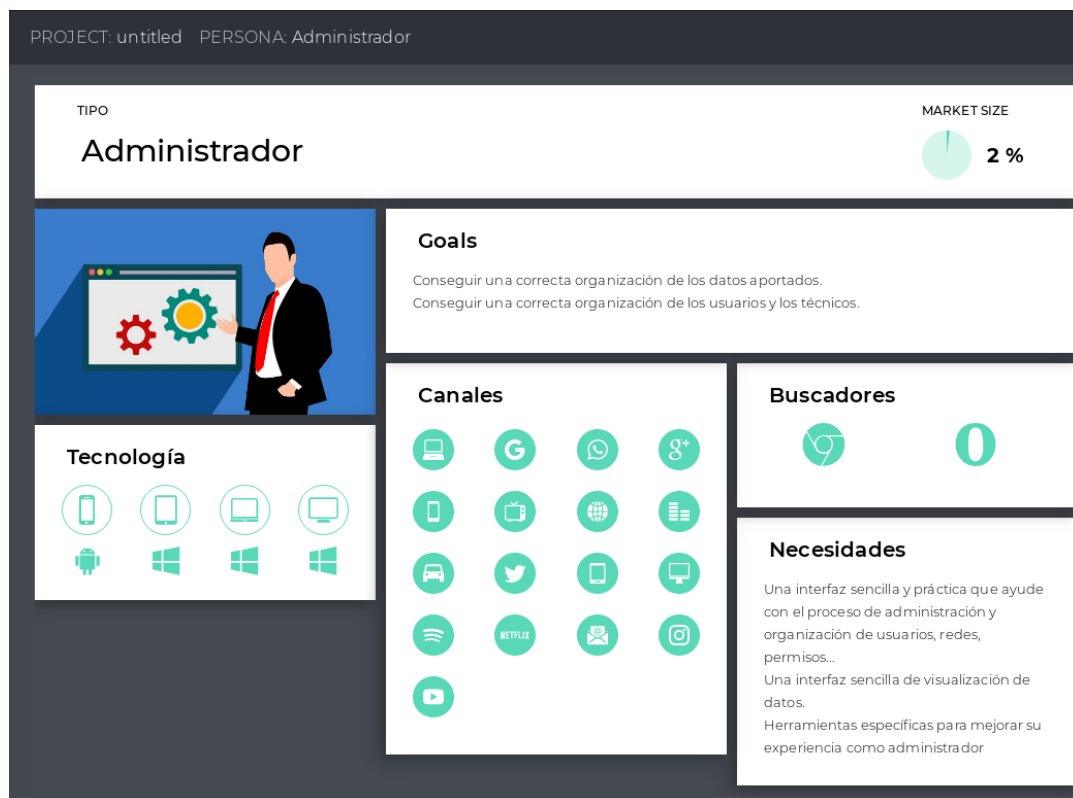 PROJECT: untitled PERSONA: Administrador
TIPO
Administrador
MARKET SIZE
2 %
Goals
Conseguir una correcta organización de los datos aportados.
Conseguir una correcta organización de los usuarios y los técnicos.
Tecnología
Canales
G
g+
NETFLIX
Buscadores
Necesidades
Una interfaz sencilla y práctica que ayude
con el proceso de administración y
organización de usuarios, redes,
permisos...
Una interfaz sencilla de visualización de
datos.
Herramientas específicas para mejorar su
experiencia como administrador